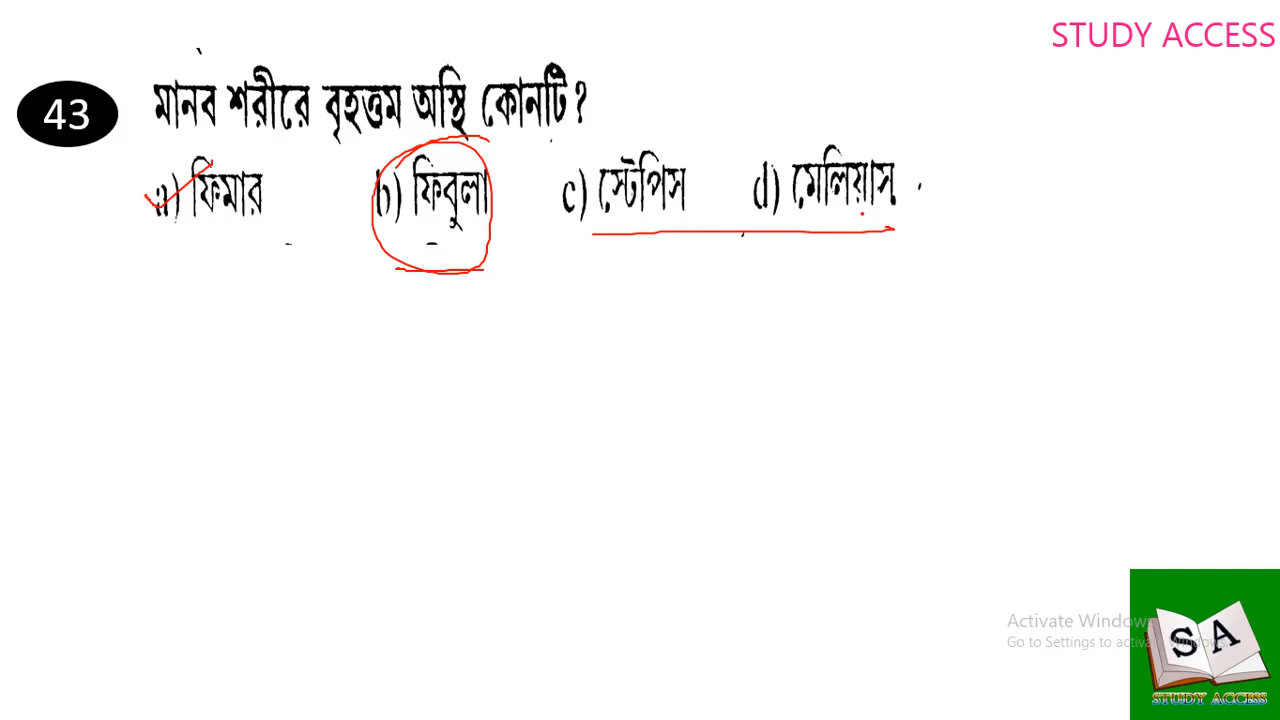 STUDY ACCESS
43 মানব শরীরে বৃহত্তম অস্থি কোনটি?
a) ফিমার b) ফিবুলা c) স্টেপিস d) মেলিয়াস
Activate Windows
Go to Settings to activate Windows.
SA
STUDY ACCESS